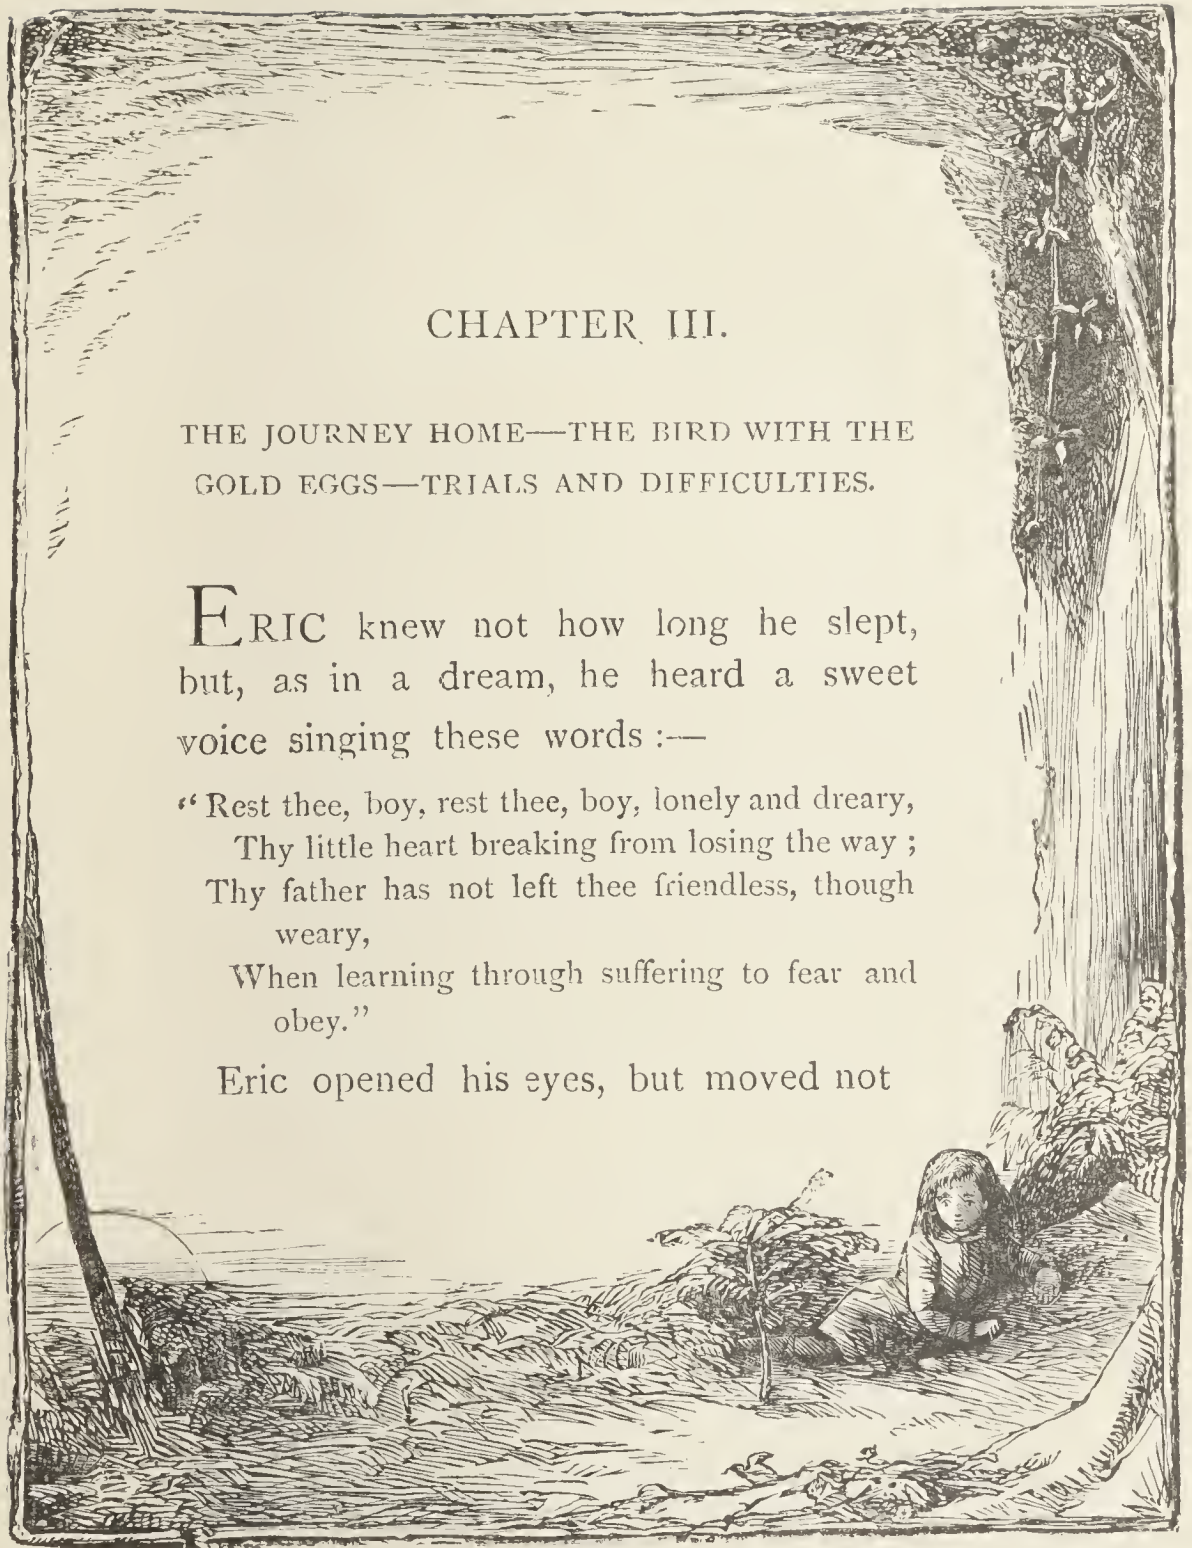 CHAPTER III.
THE JOURNEY HOME—THE BIRD WITH THE
GOLD EGGS—TRIALS AND DIFFICULTIES.
ERIC knew not how long he slept,
but, as in a dream, he heard a sweet
voice singing these words :—
“ Rest thee, boy, rest thee, boy, lonely and dreary,
Thy little heart breaking from losing the way ;
Thy father has not left thee friendless, though
weary,
When learning through suffering to fear and
obey.”
Eric opened his eyes, but moved not